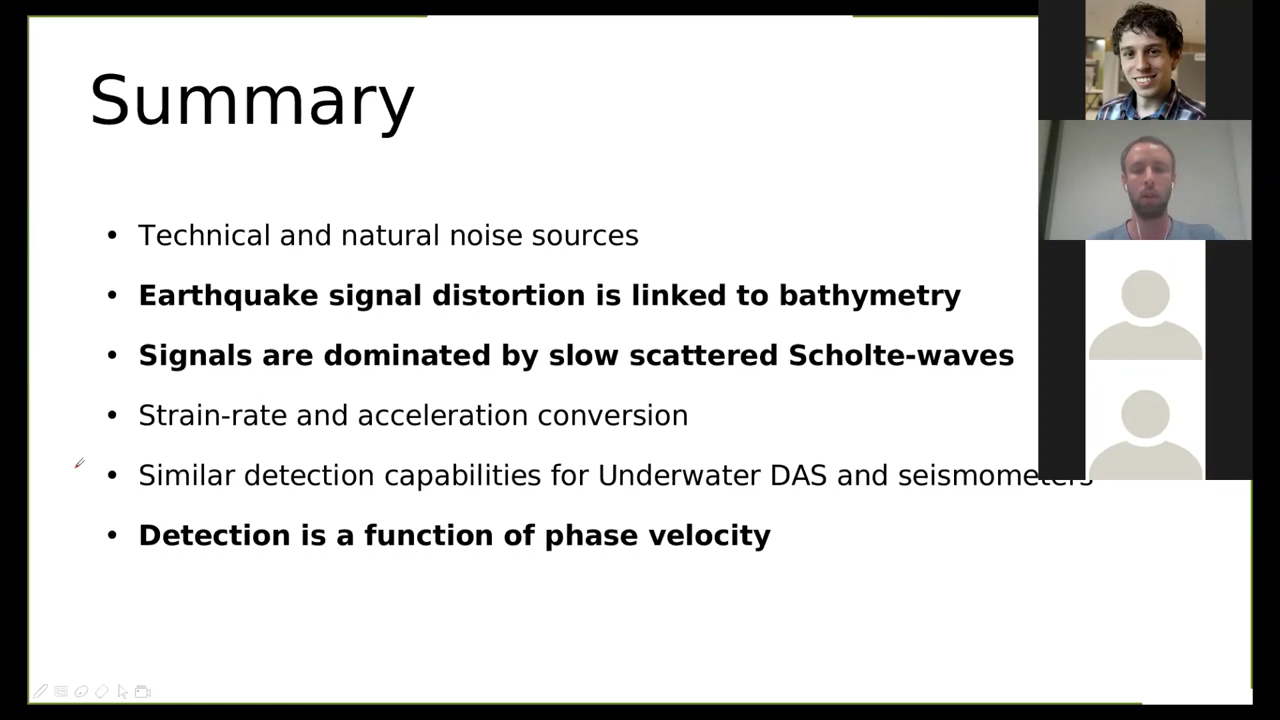 Summary
• Technical and natural noise sources
• Earthquake signal distortion is linked to bathymetry
• Signals are dominated by slow scattered Scholte-waves
• Strain-rate and acceleration conversion
• Similar detection capabilities for Underwater DAS and seismometers
• Detection is a function of phase velocity